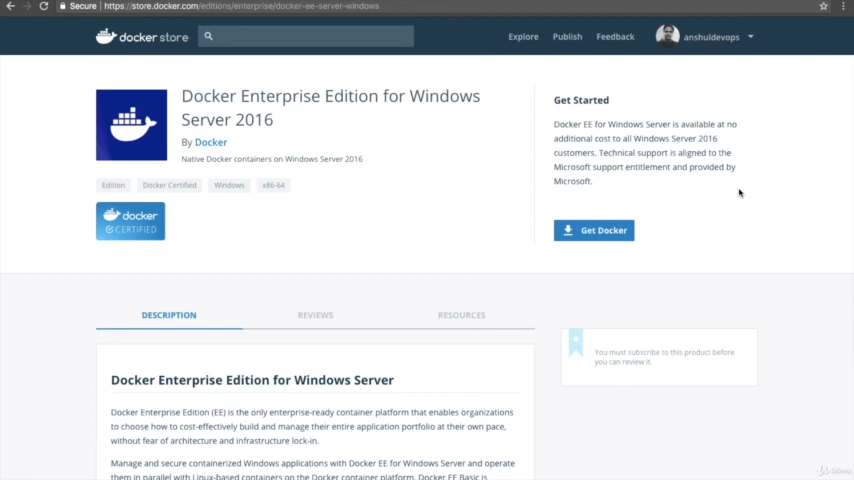 Secure | https://store.docker.com/editions/enterprise/docker-ee-server-windows
docker store
Explore Publish Feedback anshuldevops
Docker Enterprise Edition for Windows
Server 2016
By Docker
Native Docker containers on Windows Server 2016
Edition Docker Certified Windows x86-64
docker
CERTIFIED
Get Started
Docker EE for Windows Server is available at no
additional cost to all Windows Server 2016
customers. Technical support is aligned to the
Microsoft support entitlement and provided by
Microsoft.
Get Docker
DESCRIPTION REVIEWS RESOURCES
Docker Enterprise Edition for Windows Server
Docker Enterprise Edition (EE) is the only enterprise-ready container platform that enables organizations
to choose how to cost-effectively build and manage their entire application portfolio at their own pace,
without fear of architecture and infrastructure lock-in.
Manage and secure containerized Windows applications with Docker EE for Windows Server and operate
them in parallel with Linux-based containers on the Docker container platform. Docker EE Basic is
You must subscribe to this product before
you can review it.
Udemy